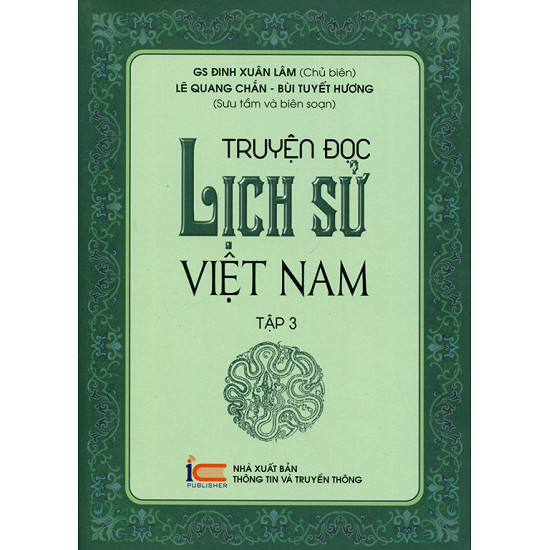 GS ĐINH XUÂN LÂM (Chủ biên)
LÊ QUANG CHẮN - BÙI TUYẾT HƯƠNG
(Sưu tầm và biên soạn)
TRUYỆN ĐỌC
LỊCH SỬ
VIỆT NAM
TẬP 3
ic
PUBLISHER
NHÀ XUẤT BẢN
THÔNG TIN VÀ TRUYỀN THÔNG